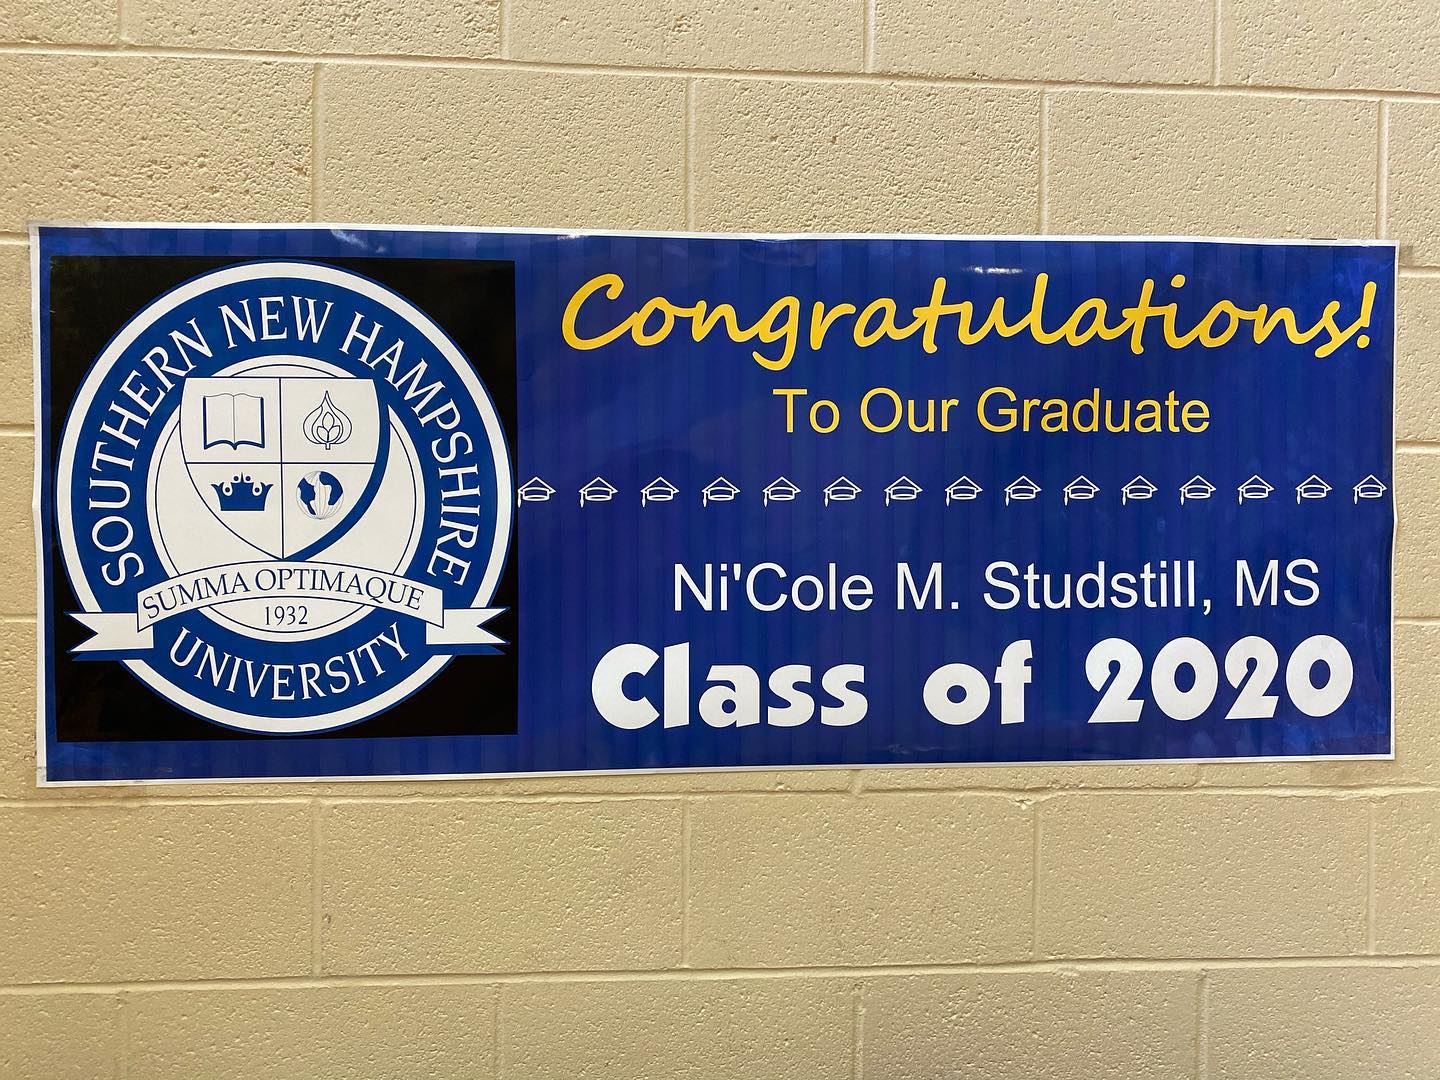 SOUTHERN NEW HAMPSHIRE
SUMMA OPTIMAQUE
1932
UNIVERSITY
Congratulations!
To Our Graduate
Ni'Cole M. Studstill, MS
Class of 2020